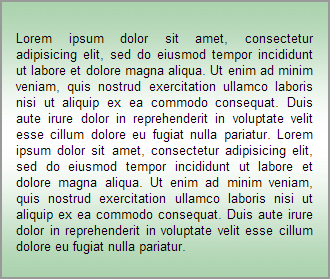 Lorem ipsum dolor sit amet, consectetur
adipisicing elit, sed do eiusmod tempor incididunt
ut labore et dolore magna aliqua. Ut enim ad minim
veniam, quis nostrud exercitation ullamco laboris
nisi ut aliquip ex ea commodo consequat. Duis
aute irure dolor in reprehenderit in voluptate velit
esse cillum dolore eu fugiat nulla pariatur. Lorem
ipsum dolor sit amet, consectetur adipisicing elit,
sed do eiusmod tempor incididunt ut labore et
dolore magna aliqua. Ut enim ad minim veniam,
quis nostrud exercitation ullamco laboris nisi ut
aliquip ex ea commodo consequat. Duis aute irure
dolor in reprehenderit in voluptate velit esse cillum
dolore eu fugiat nulla pariatur.